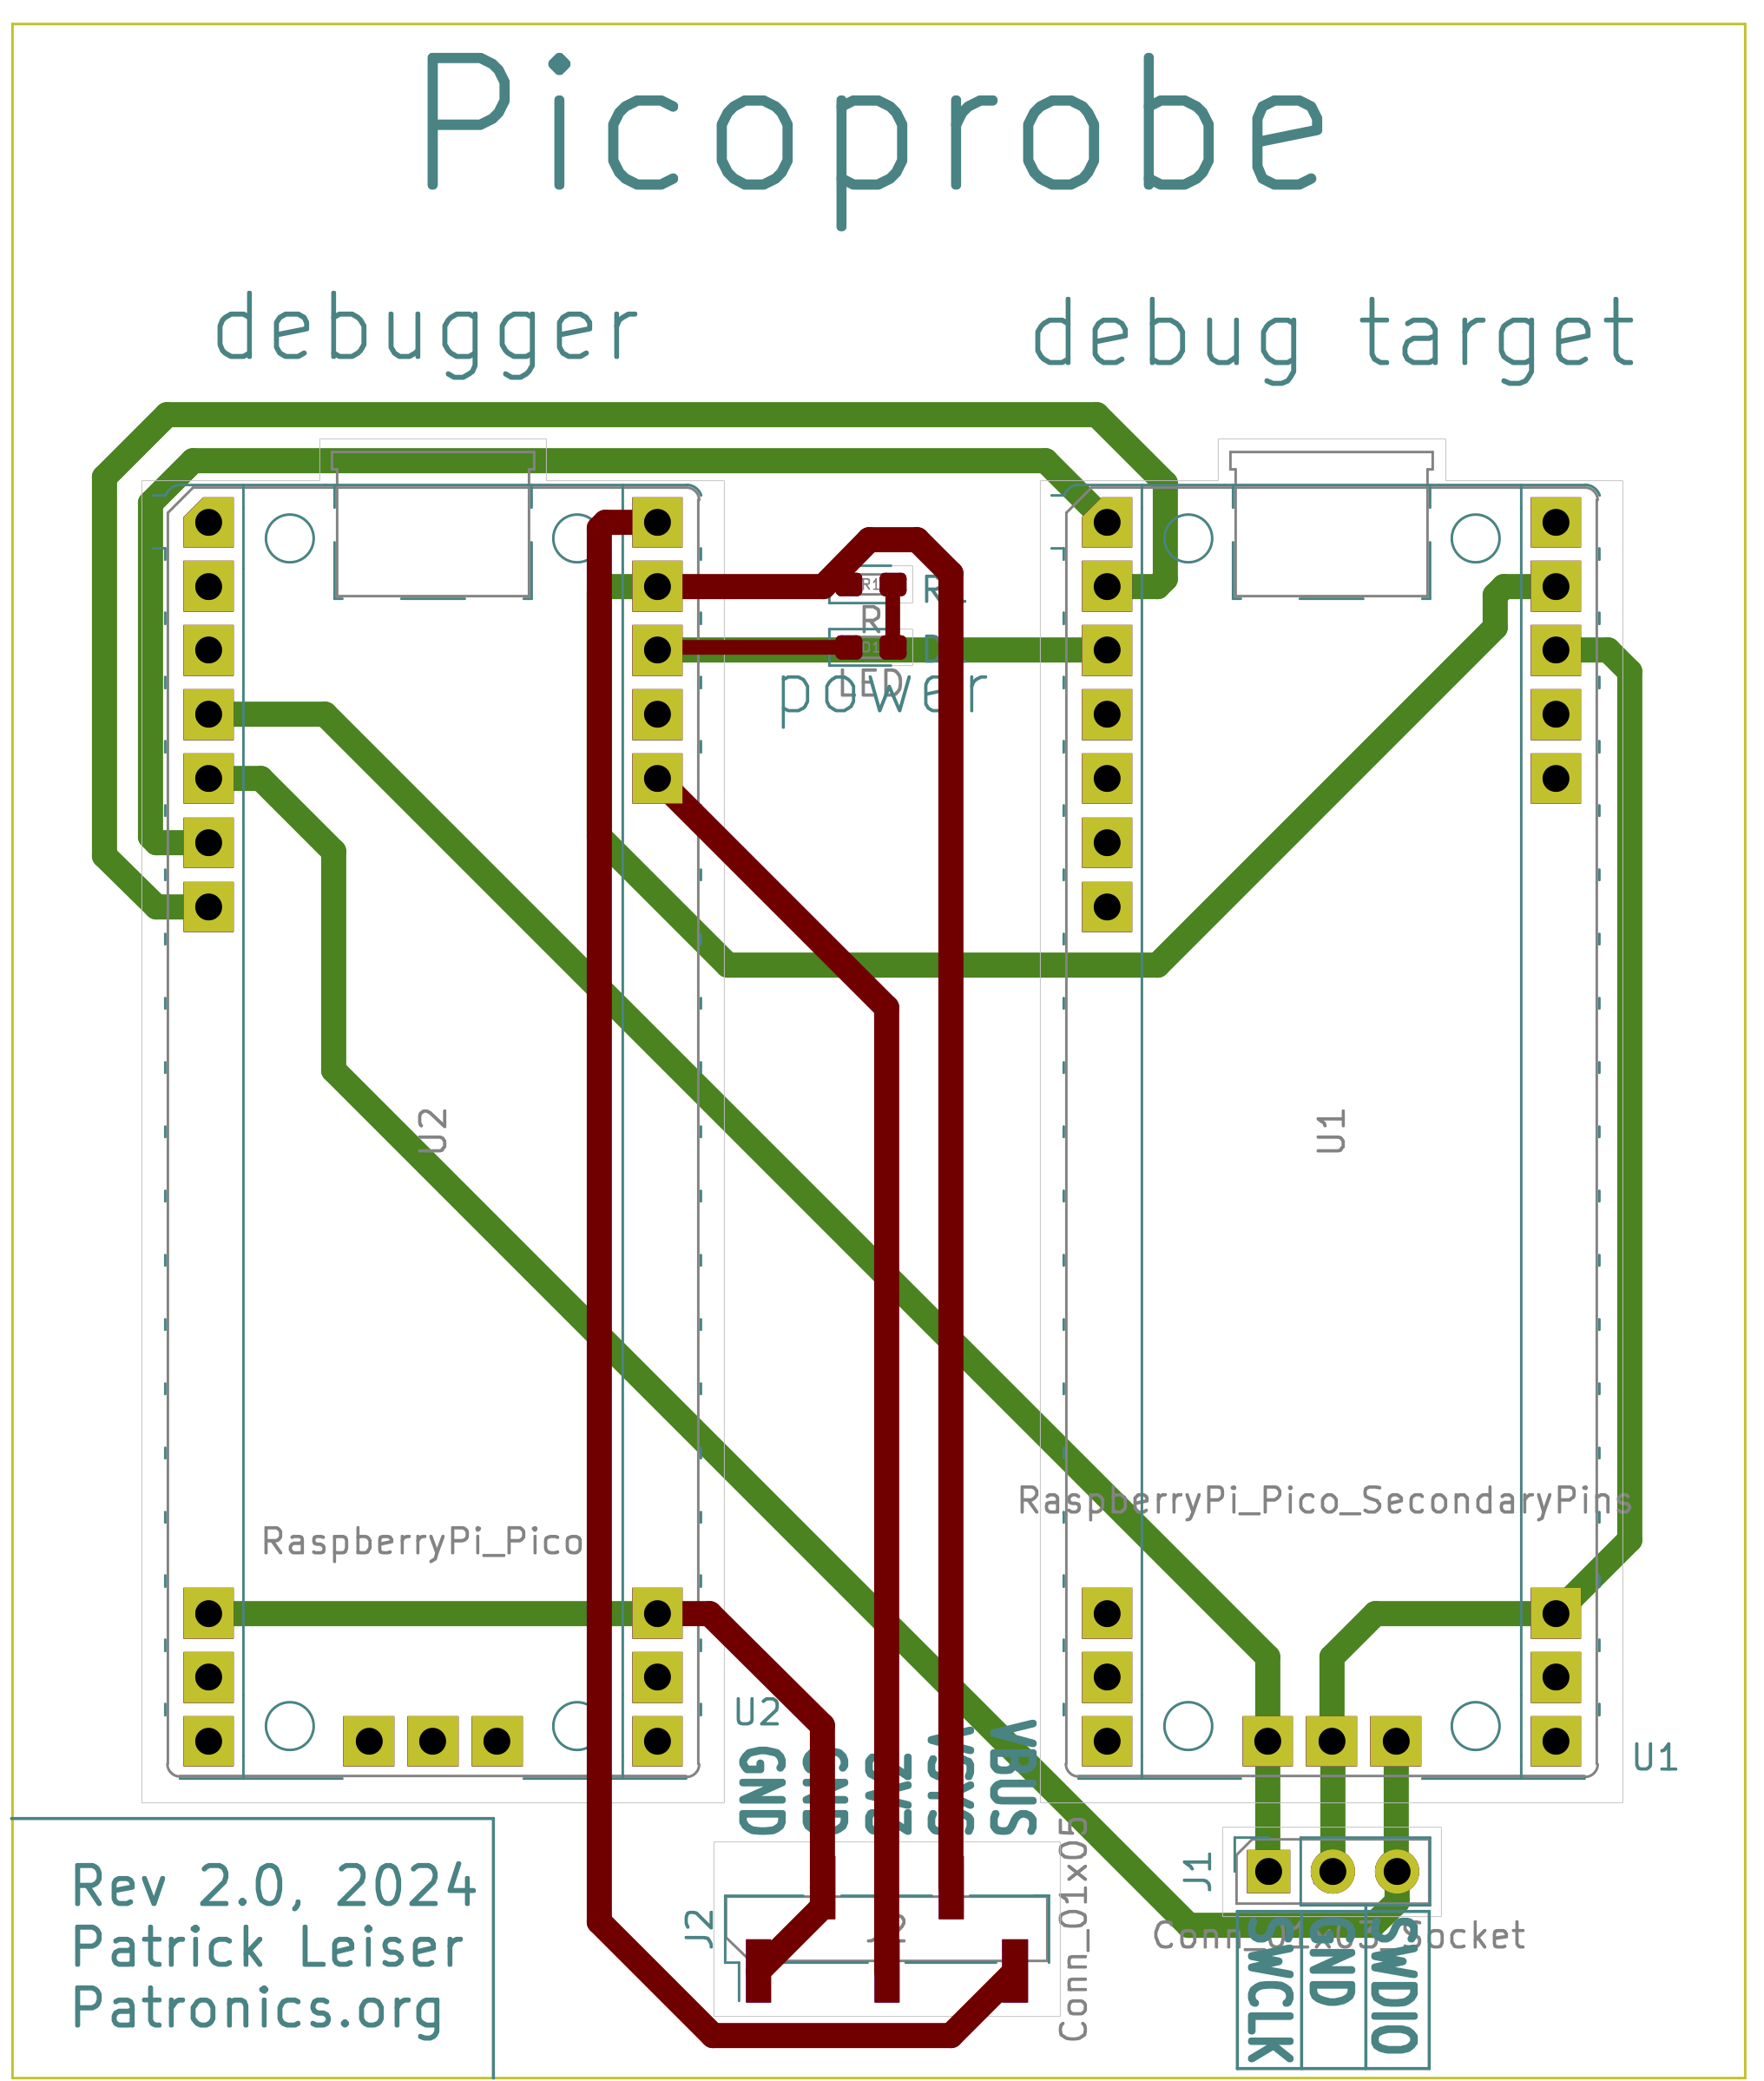 Picoprobe
debugger
debug target
R1
R
D1
LED
power
U2
U1
RaspberryPi_Pico_SecondaryPins
RaspberryPi_Pico
U2
U1
GND
GND
3V3
VSYS
VBUS
Conn_01x05
J2
J2
J1
Conn_01x03_Socket
SWCLK
GND
SWDIO
Rev 2.0, 2024
Patrick Leiser
Patronics.org